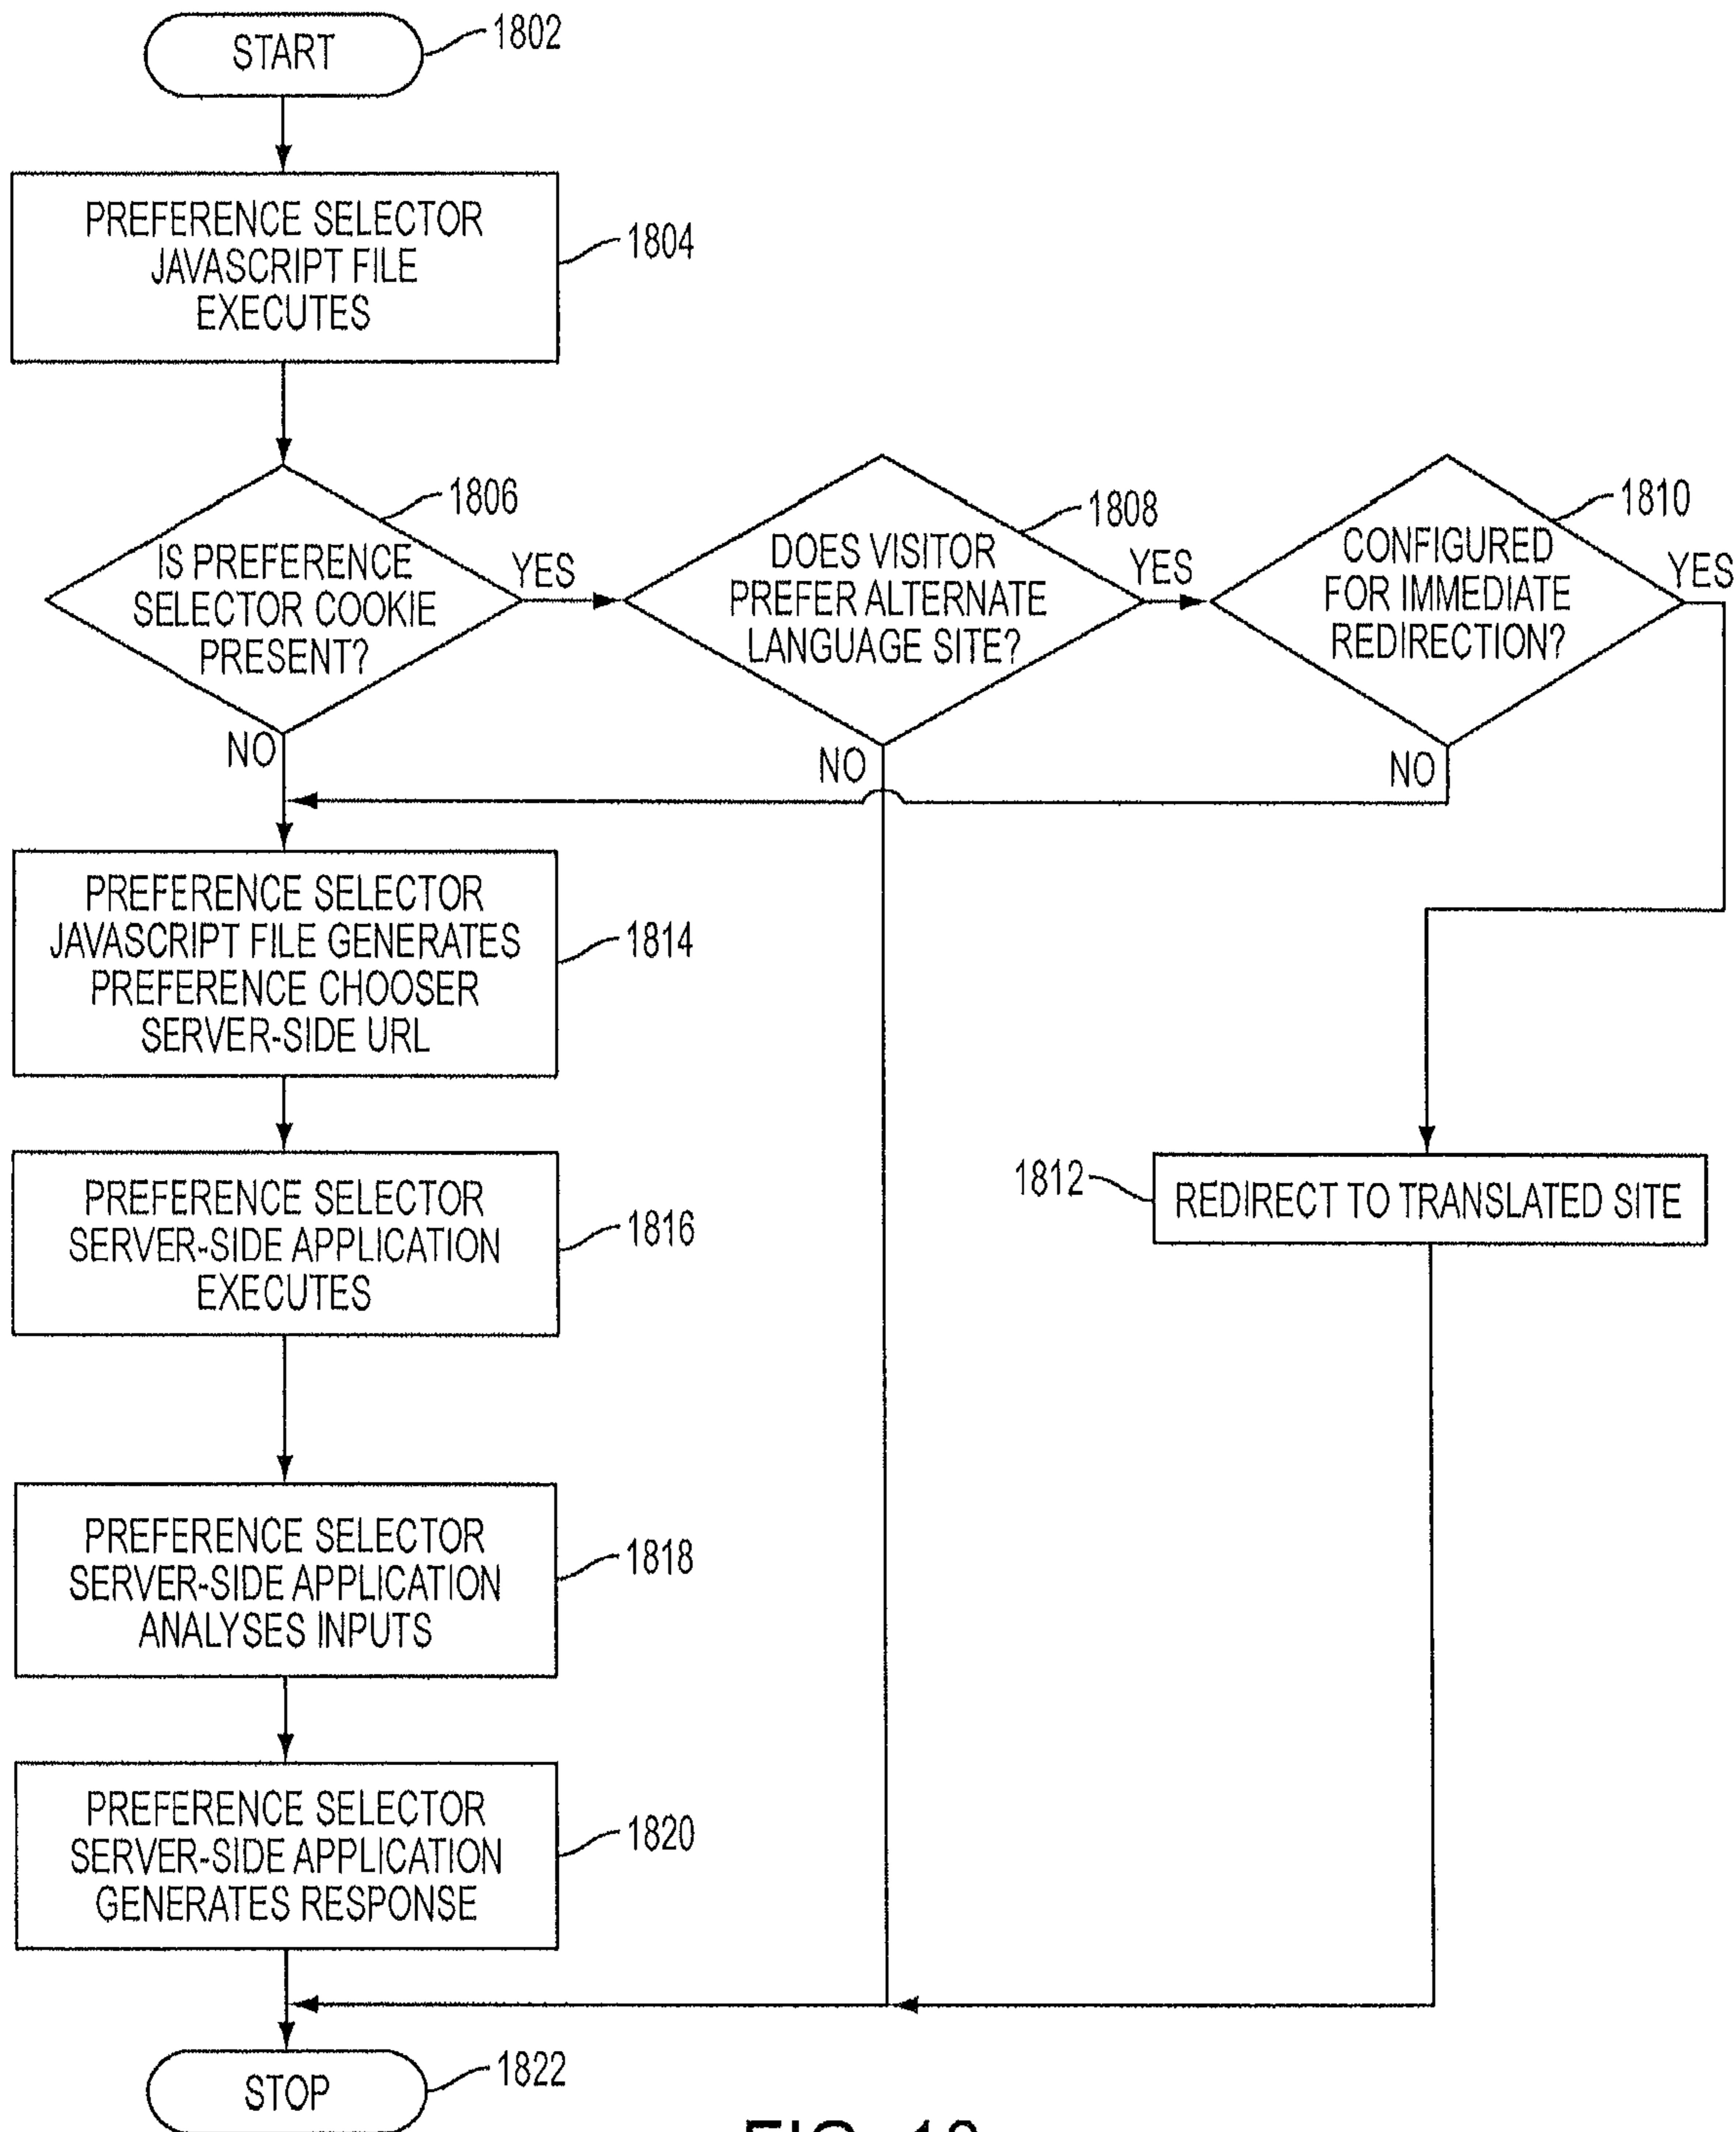 START
1802
PREFERENCE SELECTOR
JAVASCRIPT FILE
EXECUTES
1804
IS PREFERENCE
SELECTOR COOKIE
PRESENT?
1806
YES
NO
DOES VISITOR
PREFER ALTERNATE
LANGUAGE SITE?
1808
YES
NO
CONFIGURED
FOR IMMEDIATE
REDIRECTION?
1810
YES
NO
PREFERENCE SELECTOR
JAVASCRIPT FILE GENERATES
PREFERENCE CHOOSER
SERVER-SIDE URL
1814
PREFERENCE SELECTOR
SERVER-SIDE APPLICATION
EXECUTES
1816
1812
REDIRECT TO TRANSLATED SITE
PREFERENCE SELECTOR
SERVER-SIDE APPLICATION
ANALYSES INPUTS
1818
PREFERENCE SELECTOR
SERVER-SIDE APPLICATION
GENERATES RESPONSE
1820
STOP
1822
FIG. 18